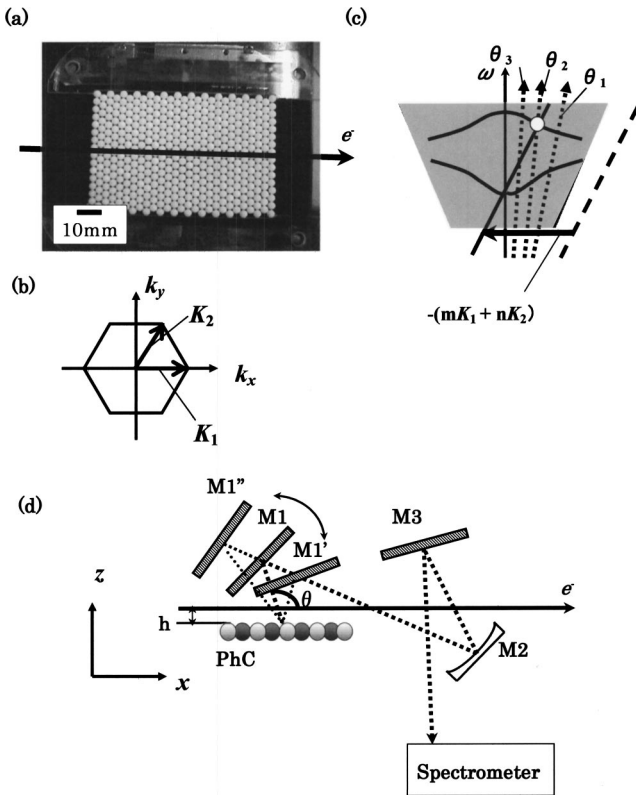 (a)
e-
10mm
(b)
ky
K2
kx
K1
(c)
θ3
ω
θ2
θ1
-(mK1 + nK2)
(d)
M1”
M1
M1’
M3
z
θ
e-
h
PhC
M2
x
Spectrometer